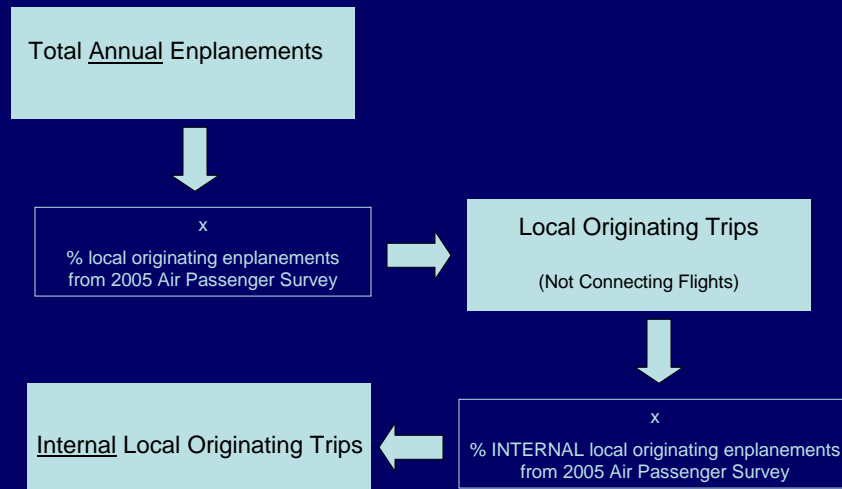 Total Annual Enplanements
x
% local originating enplanements
from 2005 Air Passenger Survey
Local Originating Trips
(Not Connecting Flights)
x
% INTERNAL local originating enplanements
from 2005 Air Passenger Survey
Internal Local Originating Trips